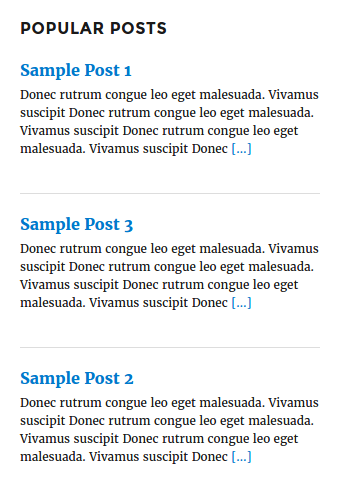 POPULAR POSTS
Sample Post 1
Donec rutrum congue leo eget malesuada. Vivamus
suscipit Donec rutrum congue leo eget malesuada.
Vivamus suscipit Donec rutrum congue leo eget
malesuada. Vivamus suscipit Donec [...]
Sample Post 3
Donec rutrum congue leo eget malesuada. Vivamus
suscipit Donec rutrum congue leo eget malesuada.
Vivamus suscipit Donec rutrum congue leo eget
malesuada. Vivamus suscipit Donec [...]
Sample Post 2
Donec rutrum congue leo eget malesuada. Vivamus
suscipit Donec rutrum congue leo eget malesuada.
Vivamus suscipit Donec rutrum congue leo eget
malesuada. Vivamus suscipit Donec [...]